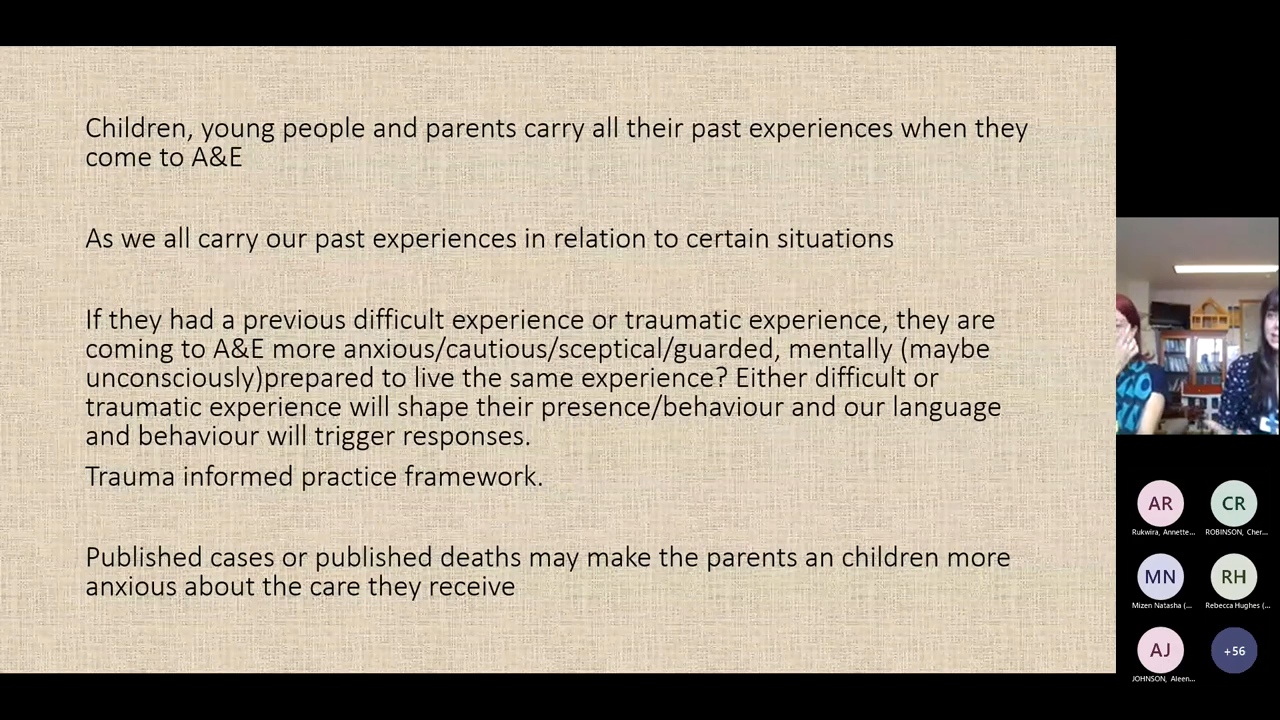 Children, young people and parents carry all their past experiences when they
come to A&E
As we all carry our past experiences in relation to certain situations
If they had a previous difficult experience or traumatic experience, they are
coming to A&E more anxious/cautious/sceptical/guarded, mentally (maybe
unconsciously)prepared to live the same experience? Either difficult or
traumatic experience will shape their presence/behaviour and our language
and behaviour will trigger responses.
Trauma informed practice framework.
Published cases or published deaths may make the parents an children more
anxious about the care they receive
AR
CR
Rukwira, Annette...
ROBINSON, Cher...
MN
RH
Mizen Natasha (...
Rebecca Hughes (...
AJ
+56
JOHNSON, Aleen...